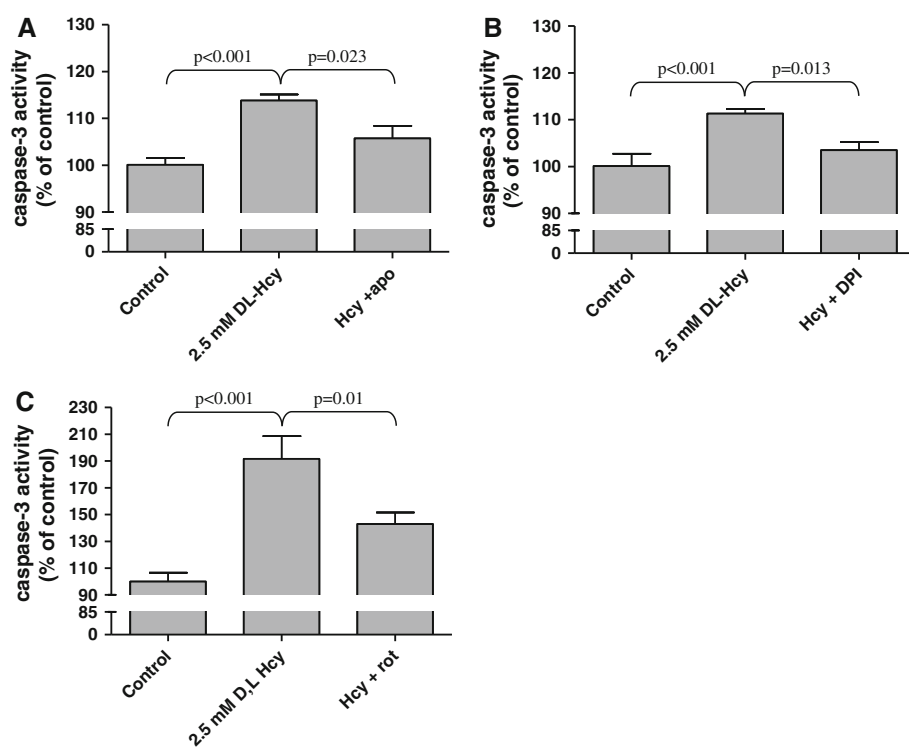 A
caspase-3 activity
(% of control)
130
120
110
100
90
85
0
p<0.001
p=0.023
Control
2.5 mM DL-Hcy
Hcy +apo
B
caspase-3 activity
(% of control)
130
120
110
100
90
85
0
p<0.001
p=0.013
Control
2.5 mM DL-Hcy
Hcy + DPI
C
caspase-3 activity
(% of control)
230
210
190
170
150
130
110
90
85
0
p<0.001
p=0.01
Control
2.5 mM D,L Hcy
Hcy + rot